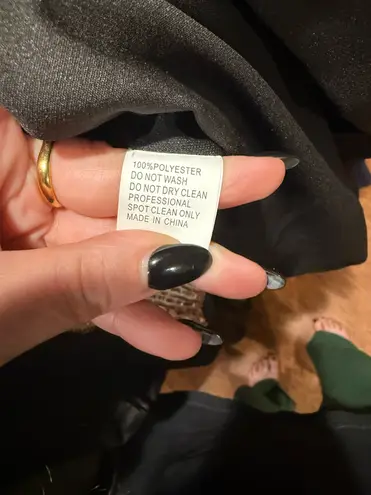 100%POLYESTER
DO NOT WASH
DO NOT DRY CLEAN
PROFESSIONAL
SPOT CLEAN ONLY
MADE IN CHINA